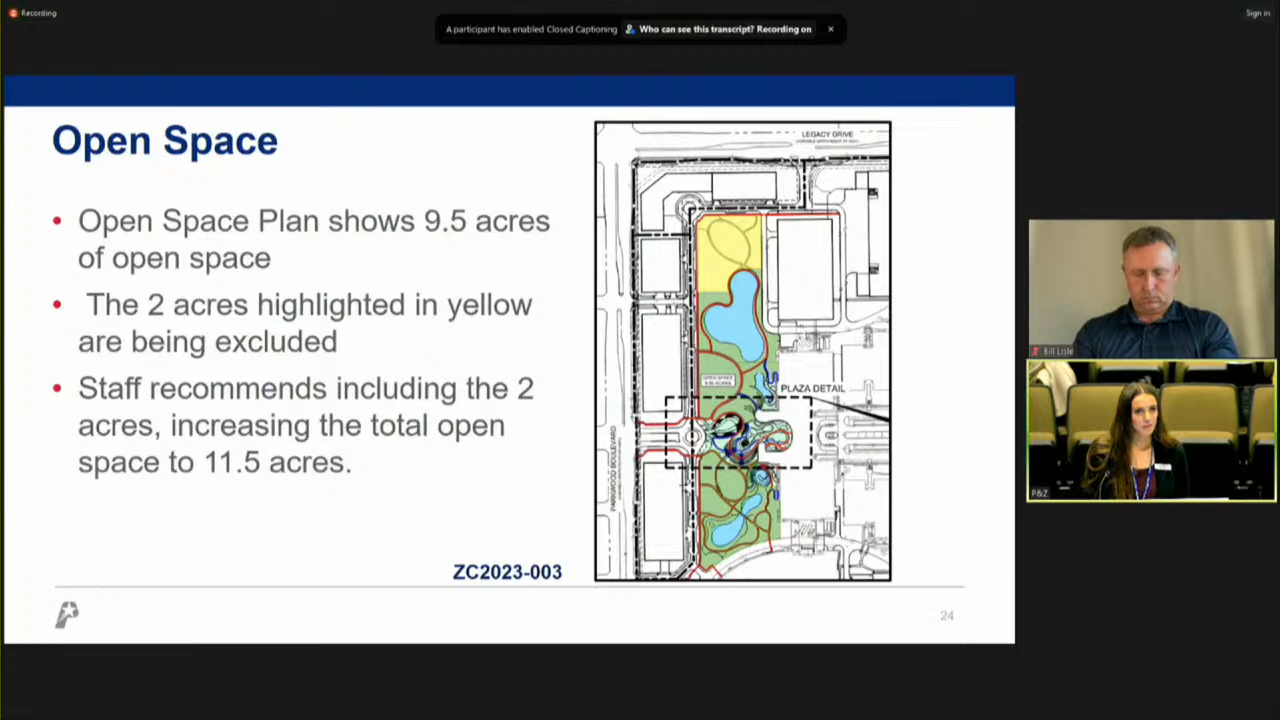 Recording
Sign in
A participant has enabled Closed Captioning Who can see this transcript? Recording on ×
Open Space
• Open Space Plan shows 9.5 acres
of open space
• The 2 acres highlighted in yellow
are being excluded
• Staff recommends including the 2
acres, increasing the total open
space to 11.5 acres.
ZC2023-003
LEGACY DRIVE
OPEN SPACE
PLAZA DETAIL
PARKWOOD BOULEVARD
24
Bill Lisle
P&Z